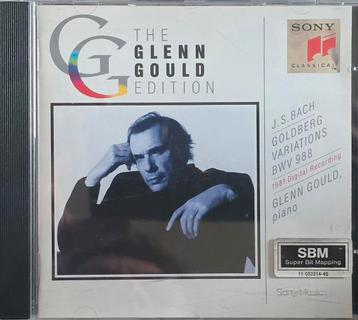 GG
THE
GLENN
GOULD
EDITION
SONY
CLASSICAL
J.S. BACH
GOLDBERG
VARIATIONS
BWV 988
1981 Digital Recording
GLENN GOULD,
piano
SBM
Super Bit Mapping
Sony Music